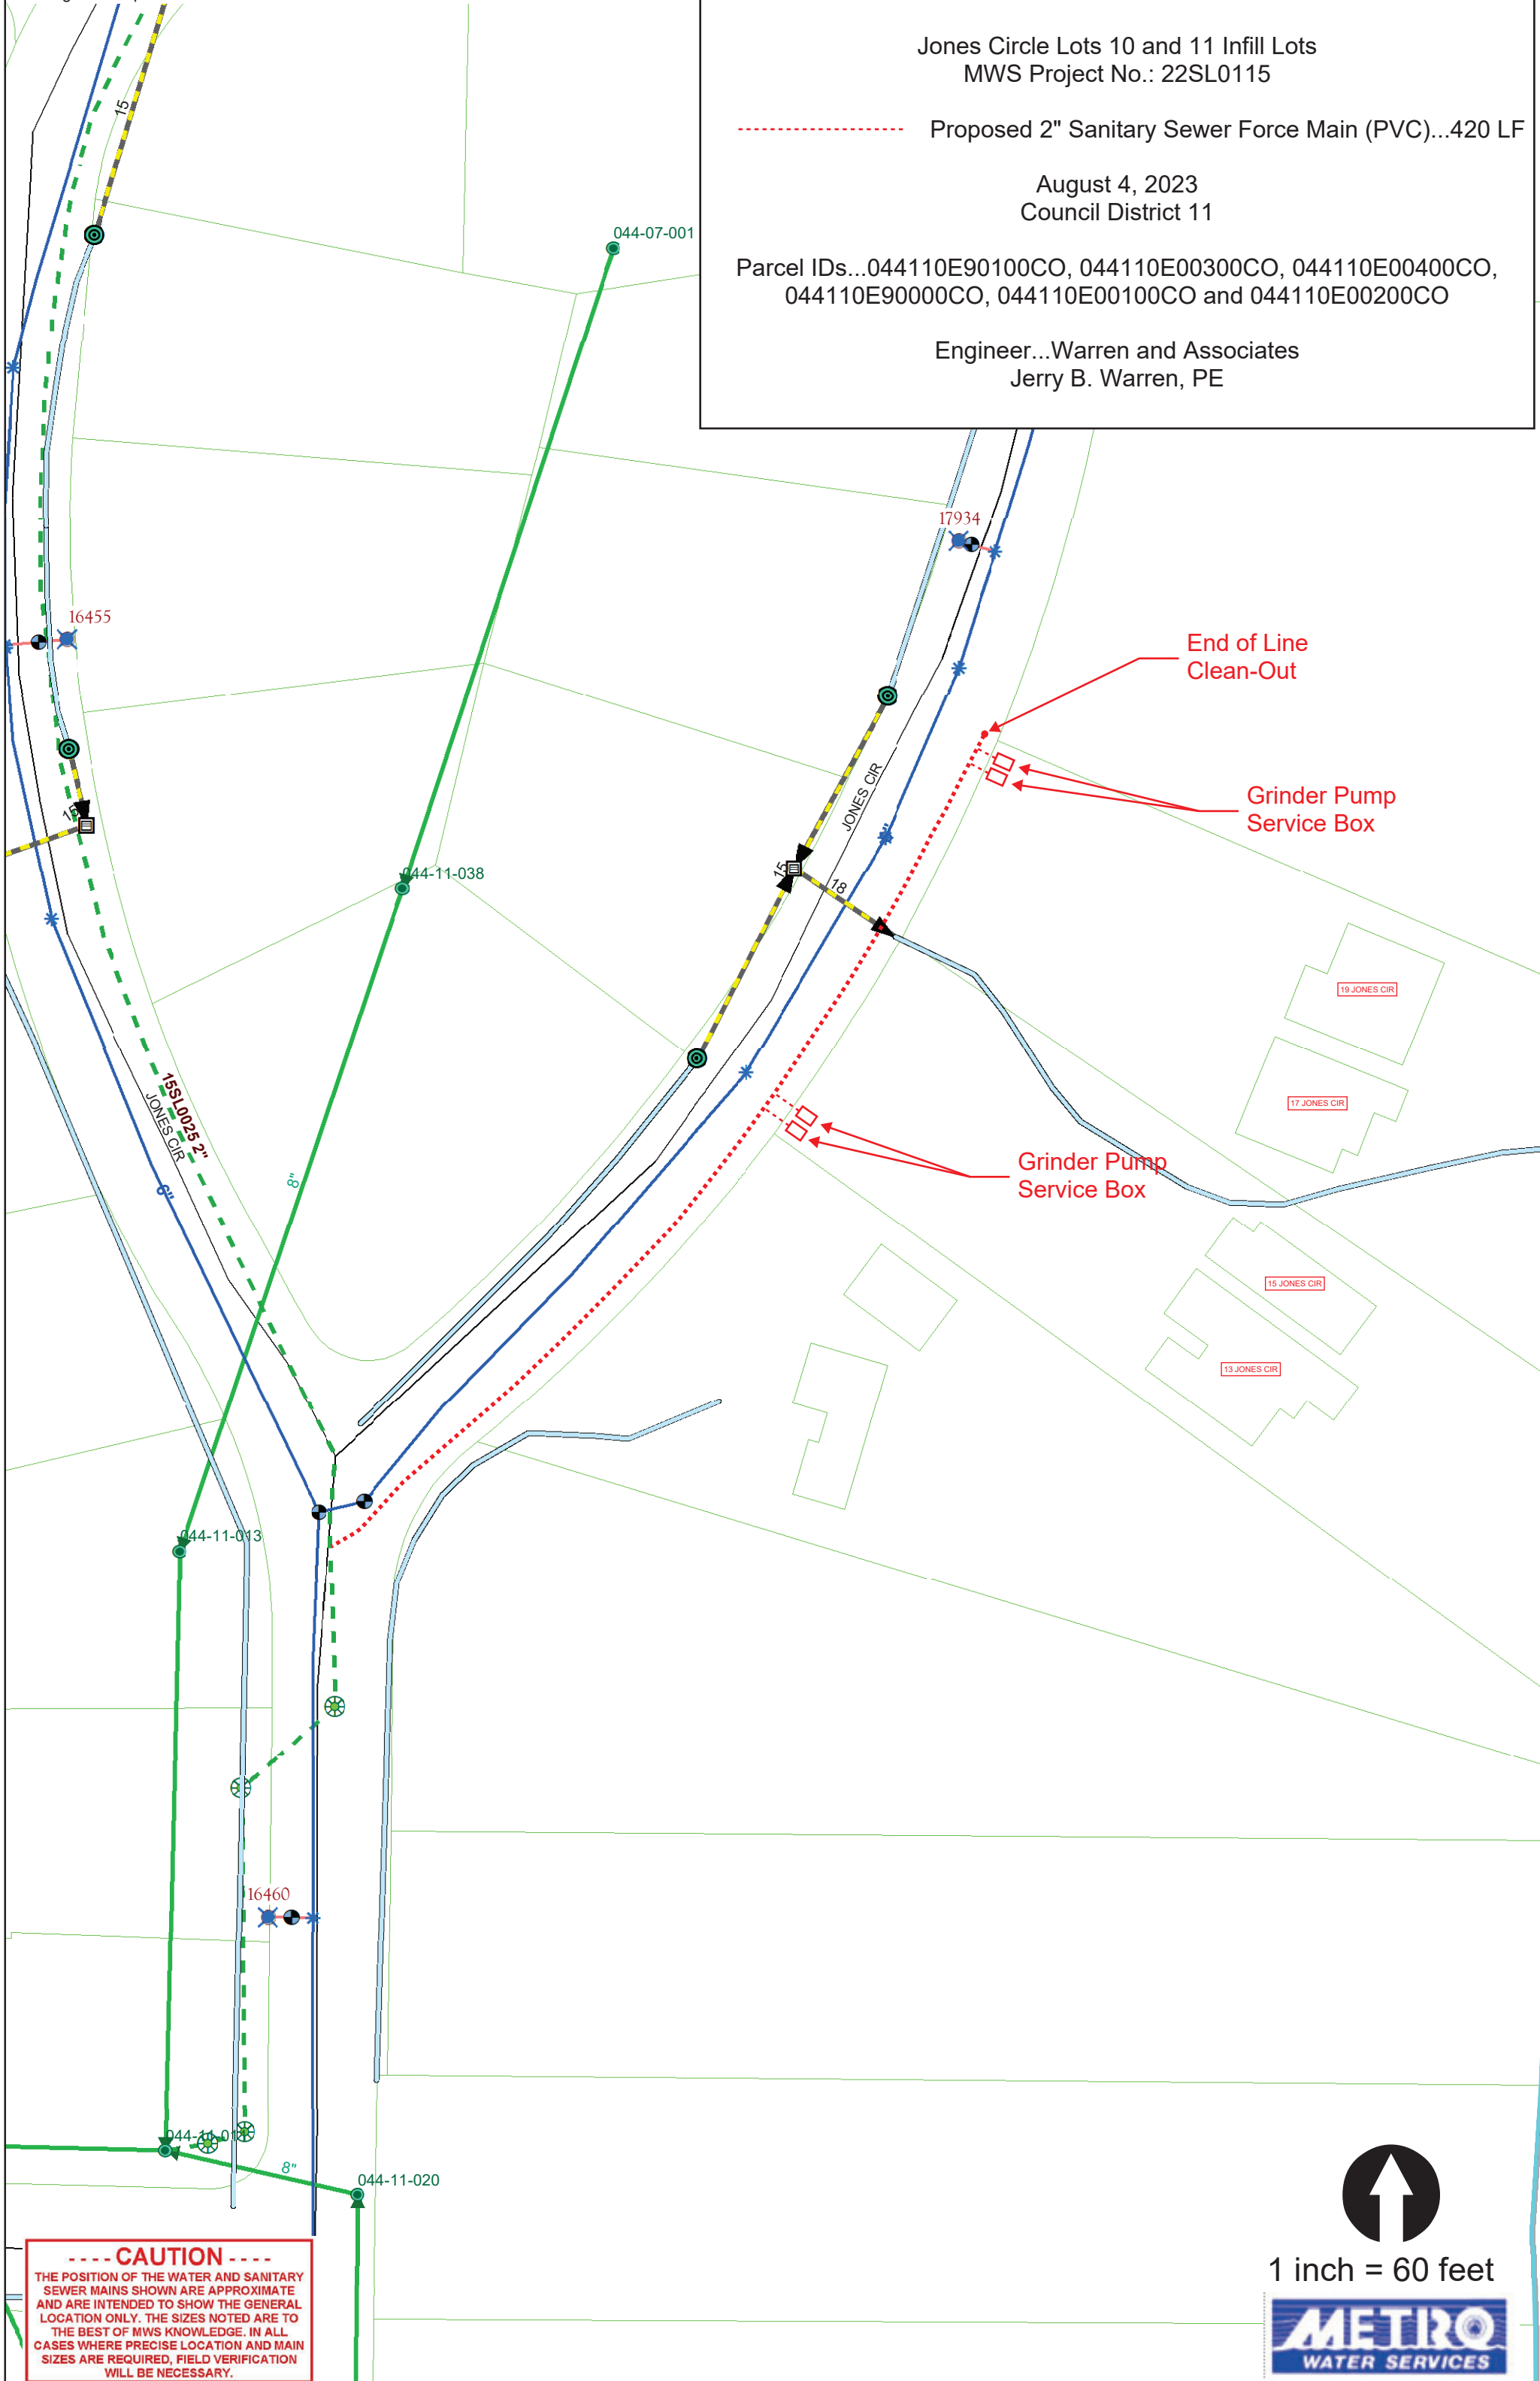 Jones Circle Lots 10 and 11 Infill Lots
MWS Project No.: 22SL0115
Proposed 2" Sanitary Sewer Force Main (PVC)...420 LF
August 4, 2023
Council District 11
Parcel IDs...044110E90100CO, 044110E00300CO, 044110E00400CO,
044110E90000CO, 044110E00100CO and 044110E00200CO
Engineer...Warren and Associates
Jerry B. Warren, PE
15
044-07-001
17934
16455
End of Line
Clean-Out
JONES CIR
Grinder Pump
Service Box
15
044-11-038
15
18
19 JONES CIR
17 JONES CIR
15SL0025 2"
JONES CIR
8"
6"
Grinder Pump
Service Box
15 JONES CIR
13 JONES CIR
044-11-013
16460
8"
044-11-020
1 inch = 60 feet
- - - - CAUTION - - - -
THE POSITION OF THE WATER AND SANITARY
SEWER MAINS SHOWN ARE APPROXIMATE
AND ARE INTENDED TO SHOW THE GENERAL
LOCATION ONLY. THE SIZES NOTED ARE TO
THE BEST OF MWS KNOWLEDGE. IN ALL
CASES WHERE PRECISE LOCATION AND MAIN
SIZES ARE REQUIRED, FIELD VERIFICATION
WILL BE NECESSARY.
METRO
WATER SERVICES